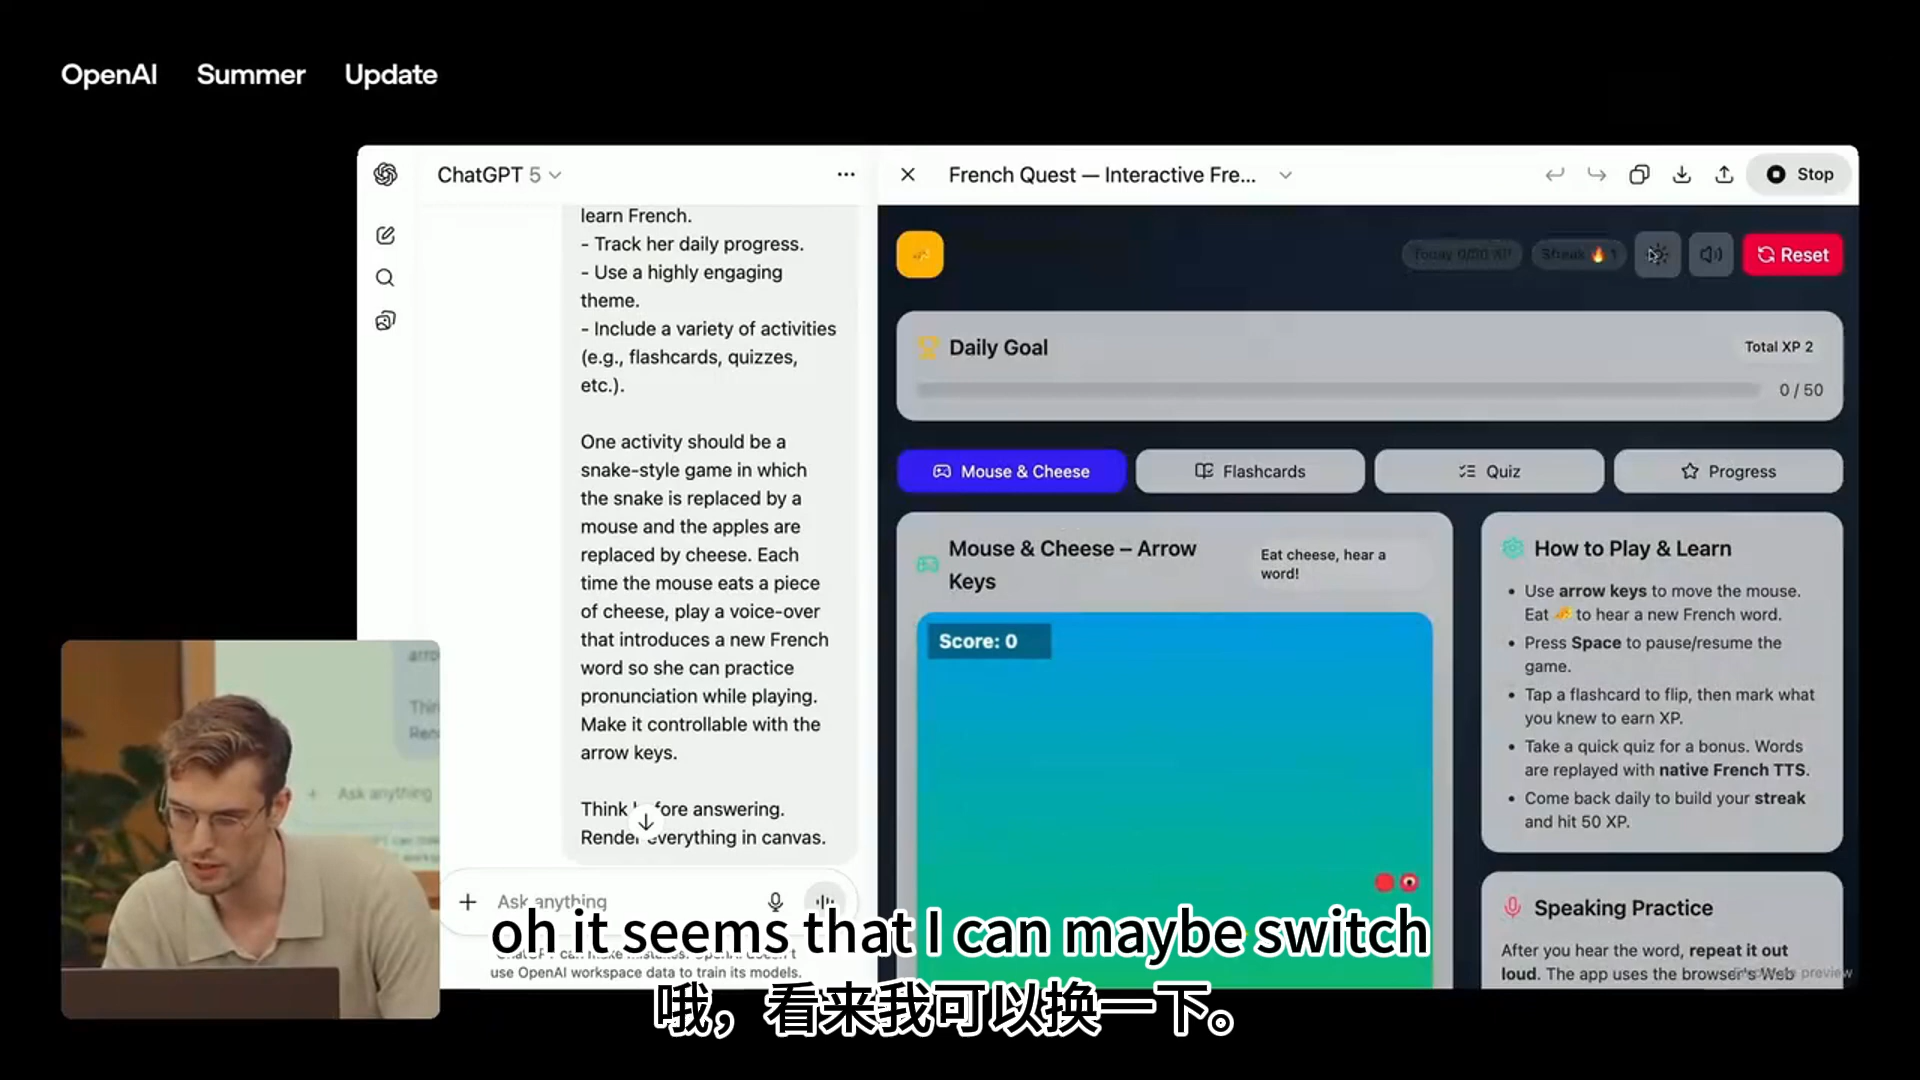 OpenAI Summer Update
ChatGPT 5
French Quest — Interactive Fre...
Stop
learn French.
- Track her daily progress.
- Use a highly engaging
theme.
- Include a variety of activities
(e.g., flashcards, quizzes,
etc.).
One activity should be a
snake-style game in which
the snake is replaced by a
mouse and the apples are
replaced by cheese. Each
time the mouse eats a piece
of cheese, play a voice-over
that introduces a new French
word so she can practice
pronunciation while playing.
Make it controllable with the
arrow keys.
Think before answering.
Render everything in canvas.
Ask anything
use OpenAI workspace data to train its models.
Streak 🔥 1
Reset
Daily Goal
Total XP 2
0 / 50
Mouse & Cheese
Flashcards
Quiz
Progress
Mouse & Cheese – Arrow
Keys
Eat cheese, hear a
word!
Score: 0
How to Play & Learn
• Use arrow keys to move the mouse.
Eat 🧀 to hear a new French word.
• Press Space to pause/resume the
game.
• Tap a flashcard to flip, then mark what
you knew to earn XP.
• Take a quick quiz for a bonus. Words
are replayed with native French TTS.
• Come back daily to build your streak
and hit 50 XP.
Speaking Practice
After you hear the word, repeat it out
loud. The app uses the browser's Web
preview
Ask anything
oh it seems that I can maybe switch
哦，看来我可以换一下。